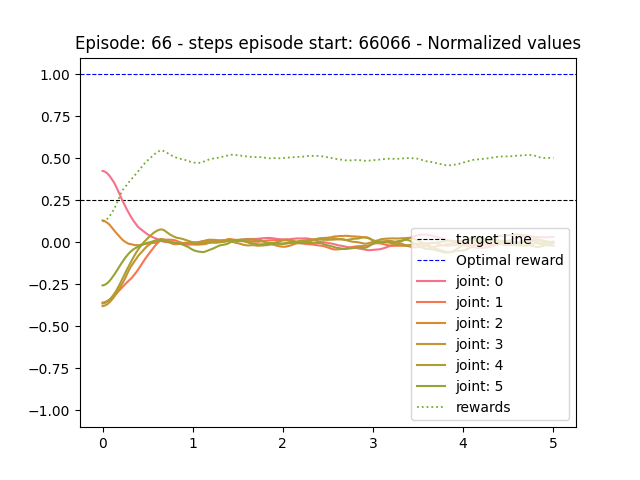 Episode: 66 - steps episode start: 66066 - Normalized values
1.00
0.75
0.50
0.25
0.00
−0.25
−0.50
−0.75
−1.00
0 1 2 3 4 5
target Line
Optimal reward
joint: 0
joint: 1
joint: 2
joint: 3
joint: 4
joint: 5
rewards